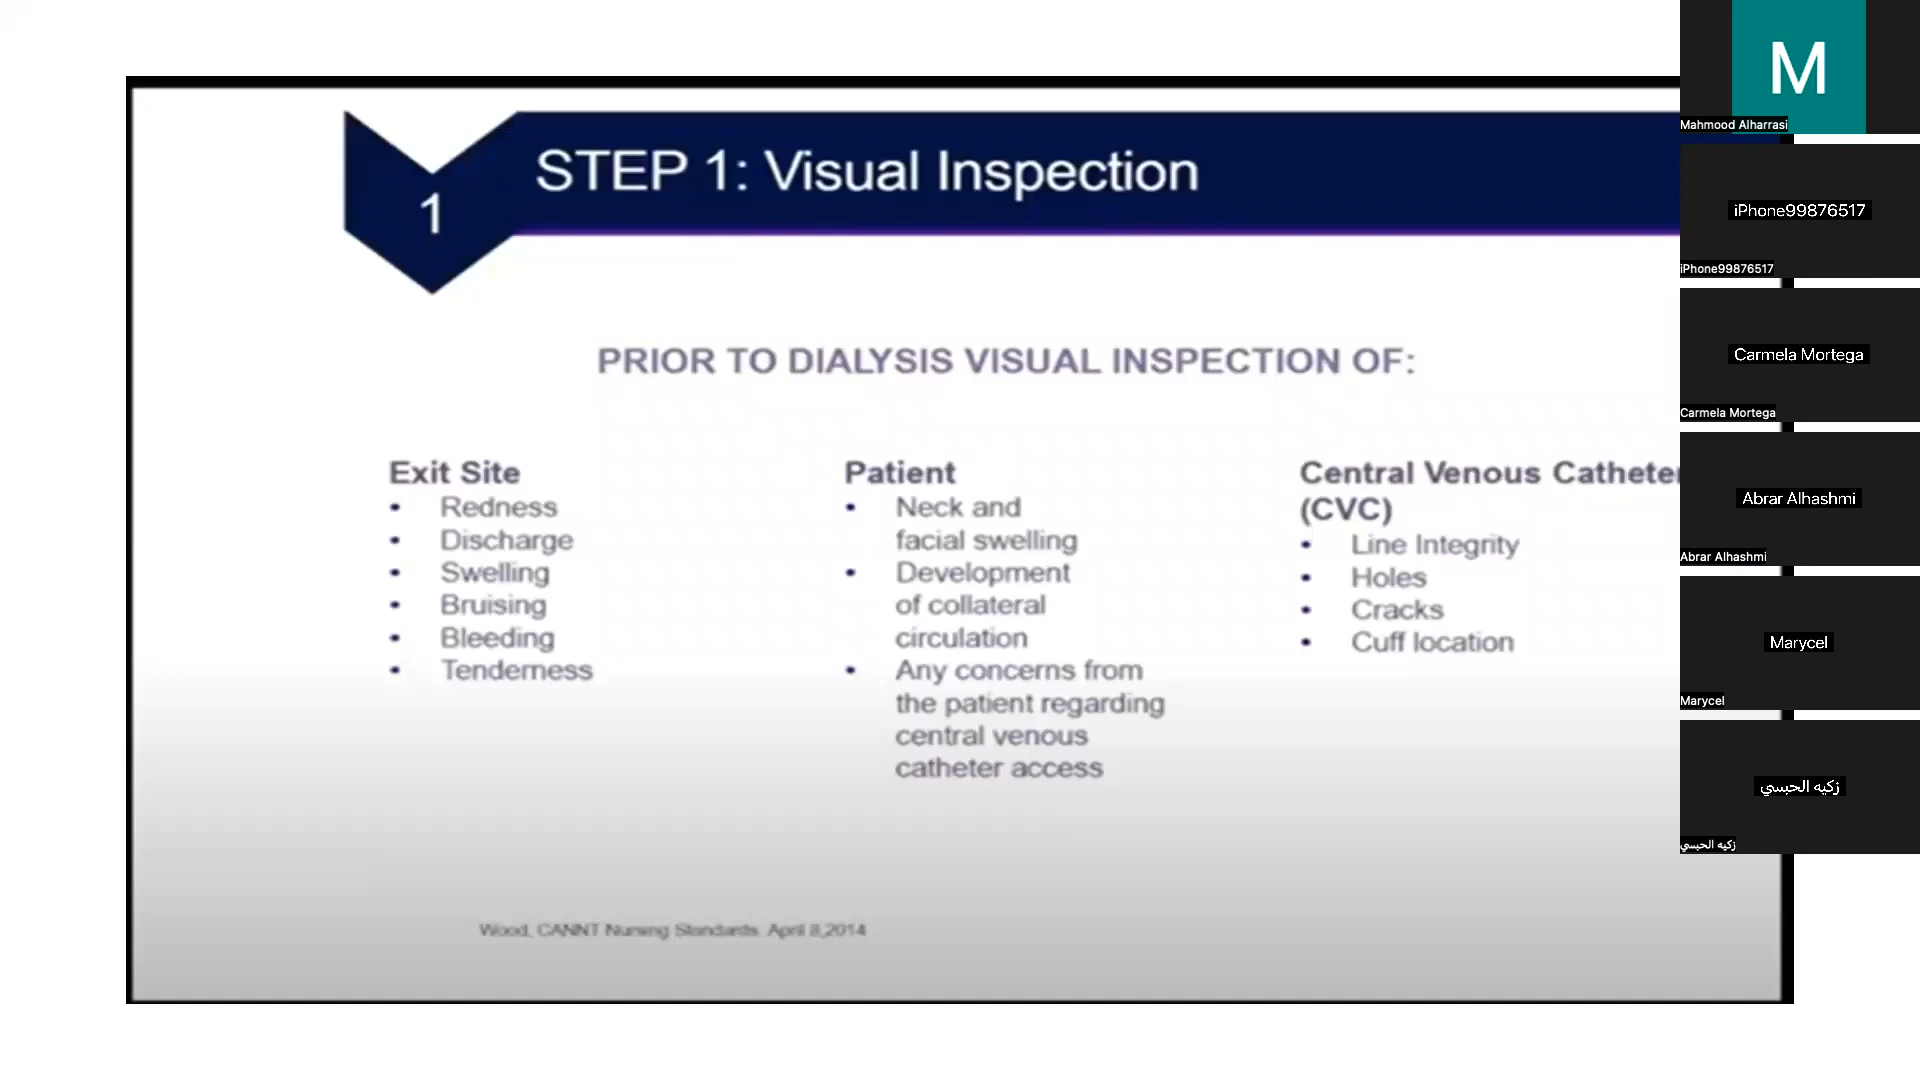 1
STEP 1: Visual Inspection
PRIOR TO DIALYSIS VISUAL INSPECTION OF:
Exit Site
• Redness
• Discharge
• Swelling
• Bruising
• Bleeding
• Tenderness
Patient
• Neck and
facial swelling
• Development
of collateral
circulation
• Any concerns from
the patient regarding
central venous
catheter access
Central Venous Catheter
(CVC)
• Line Integrity
• Holes
• Cracks
• Cuff location
Wood, CANNT Nursing Standards. April 8,2014
M
Mahmood Alharrasi
iPhone99876517
iPhone99876517
Carmela Mortega
Carmela Mortega
Abrar Alhashmi
Abrar Alhashmi
Marycel
Marycel
زكيه الحبسي
زكيه الحبسي